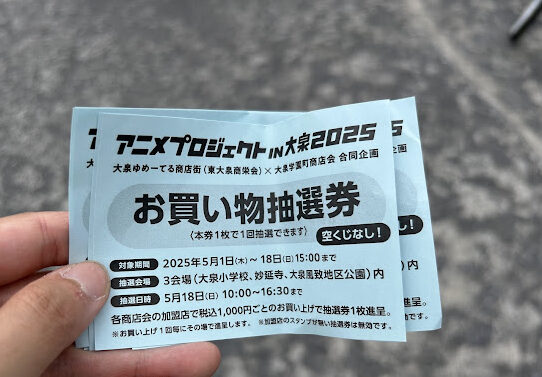 アニメプロジェクト IN 大泉2025
大泉ゆめーてる商店街（東大泉商栄会）× 大泉学園町商店会 合同企画
お買い物抽選券
（本券1枚で1回抽選できます）
空くじなし！
対象期間 2025年5月1日(木)～18日(日)15:00まで
抽選会場 3会場（大泉小学校、妙延寺、大泉風致地区公園）内
抽選日時 5月18日(日) 10:00～16:30まで
各商店会の加盟店で税込1,000円ごとのお買い上げで抽選券1枚進呈。
※お買い上げ1回毎にその場で進呈します。 ※加盟店のスタンプが無い抽選券は無効です。